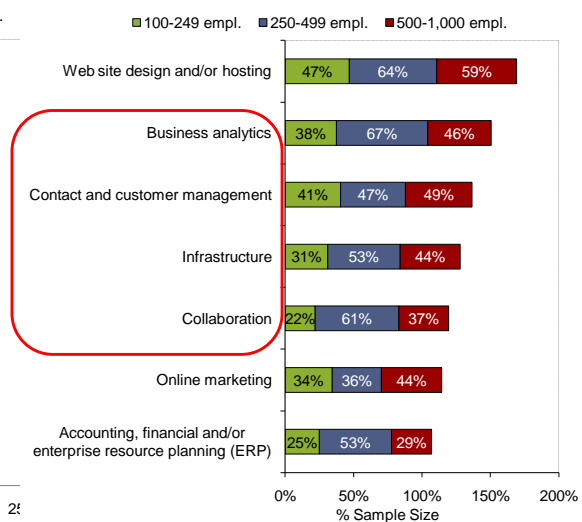 100-249 empl. 250-499 empl. 500-1,000 empl.
Web site design and/or hosting 47% 64% 59%
Business analytics 38% 67% 46%
Contact and customer management 41% 47% 49%
Infrastructure 31% 53% 44%
Collaboration 22% 61% 37%
Online marketing 34% 36% 44%
Accounting, financial and/or
enterprise resource planning (ERP) 25% 53% 29%
0% 50% 100% 150% 200%
% Sample Size